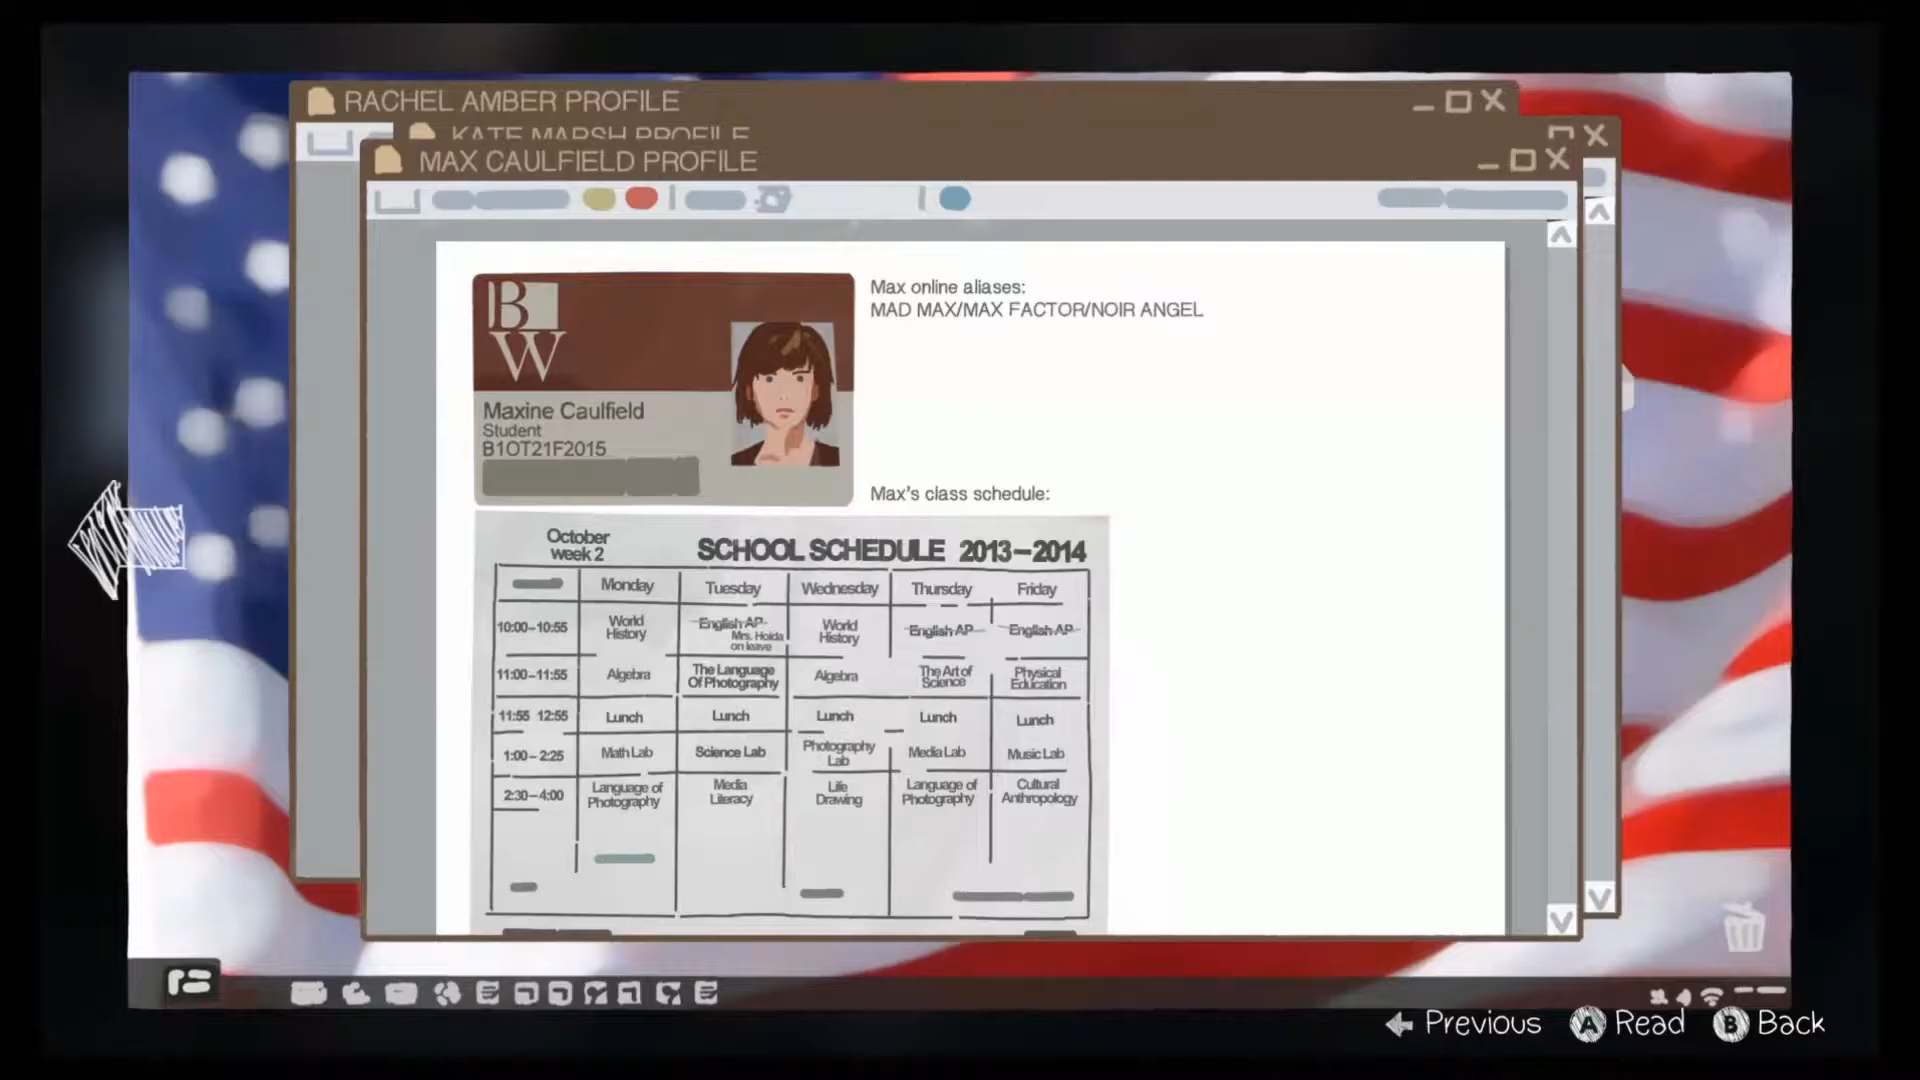 RACHEL AMBER PROFILE
KATE MARSH PROFILE
MAX CAULFIELD PROFILE
B
W
Maxine Caulfield
Student
B1OT21F2015
Max online aliases:
MAD MAX/MAX FACTOR/NOIR ANGEL
Max's class schedule:
October
week 2
SCHOOL SCHEDULE 2013–2014
Monday Tuesday Wednesday Thursday Friday
10:00–10:55 World History English AP Mrs. Hoida on leave World History English AP English AP
11:00–11:55 Algebra The Language Of Photography Algebra The Art of Science Physical Education
11:55 12:55 Lunch Lunch Lunch Lunch Lunch
1:00–2:25 Math Lab Science Lab Photography Lab Media Lab Music Lab
2:30–4:00 Language of Photography Media Literacy Life Drawing Language of Photography Cultural Anthropology
Previous A Read B Back